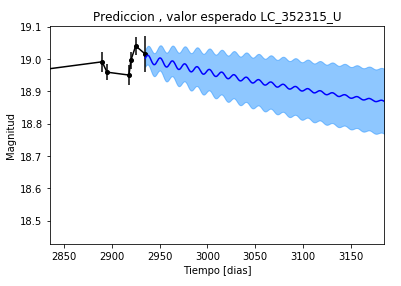 Prediccion , valor esperado LC_352315_U
19.1
19.0
18.9
18.8
18.7
18.6
18.5
Magnitud
2850 2900 2950 3000 3050 3100 3150
Tiempo [dias]